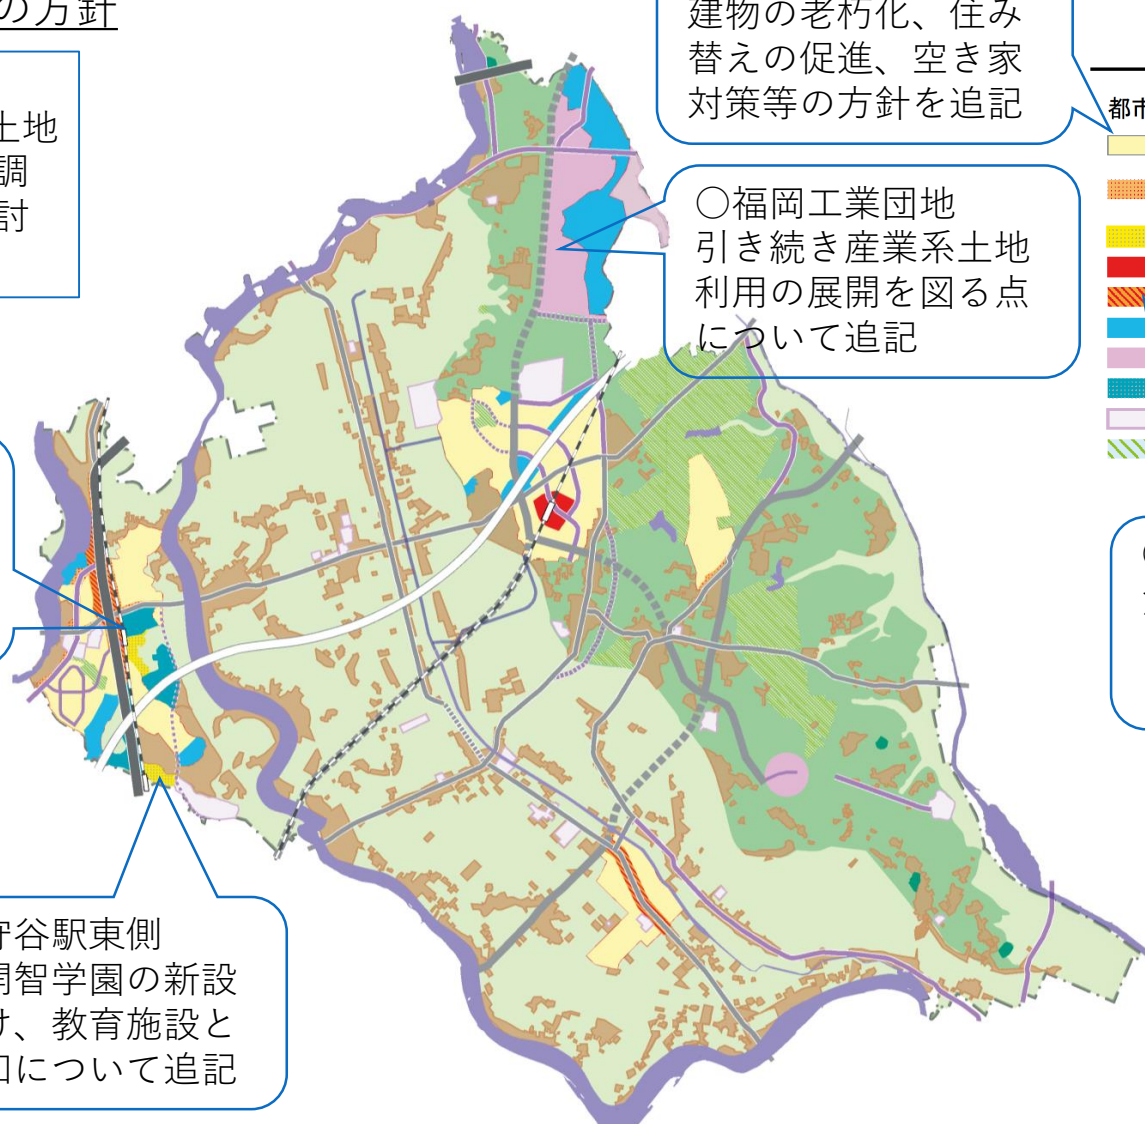 の方針
土地
調
討
建物の老朽化、住み
替えの促進、空き家
対策等の方針を追記
都市
○福岡工業団地
引き続き産業系土地
利用の展開を図る点
について追記
守谷駅東側
開智学園の新設
け、教育施設と
和について追記